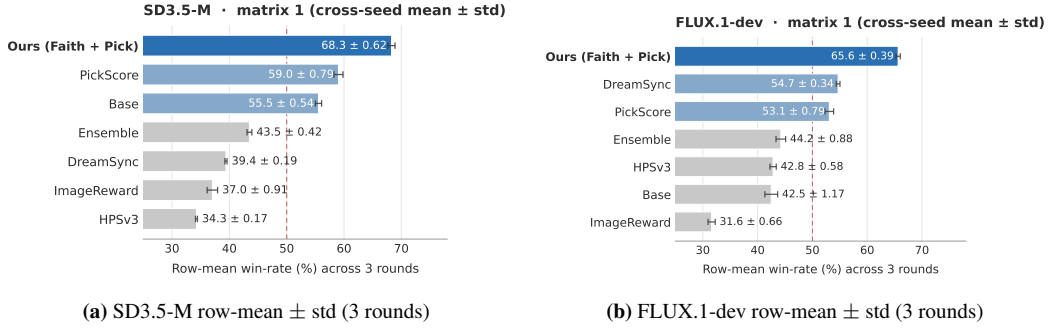 SD3.5-M · matrix 1 (cross-seed mean ± std)
Ours (Faith + Pick) 68.3 ± 0.62
PickScore 59.0 ± 0.79
Base 55.5 ± 0.54
Ensemble 43.5 ± 0.42
DreamSync 39.4 ± 0.19
ImageReward 37.0 ± 0.91
HPSv3 34.3 ± 0.17
30 40 50 60 70
Row-mean win-rate (%) across 3 rounds
(a) SD3.5-M row-mean ± std (3 rounds)
FLUX.1-dev · matrix 1 (cross-seed mean ± std)
Ours (Faith + Pick) 65.6 ± 0.39
DreamSync 54.7 ± 0.34
PickScore 53.1 ± 0.79
Ensemble 44.2 ± 0.88
HPSv3 42.8 ± 0.58
Base 42.5 ± 1.17
ImageReward 31.6 ± 0.66
30 40 50 60 70
Row-mean win-rate (%) across 3 rounds
(b) FLUX.1-dev row-mean ± std (3 rounds)